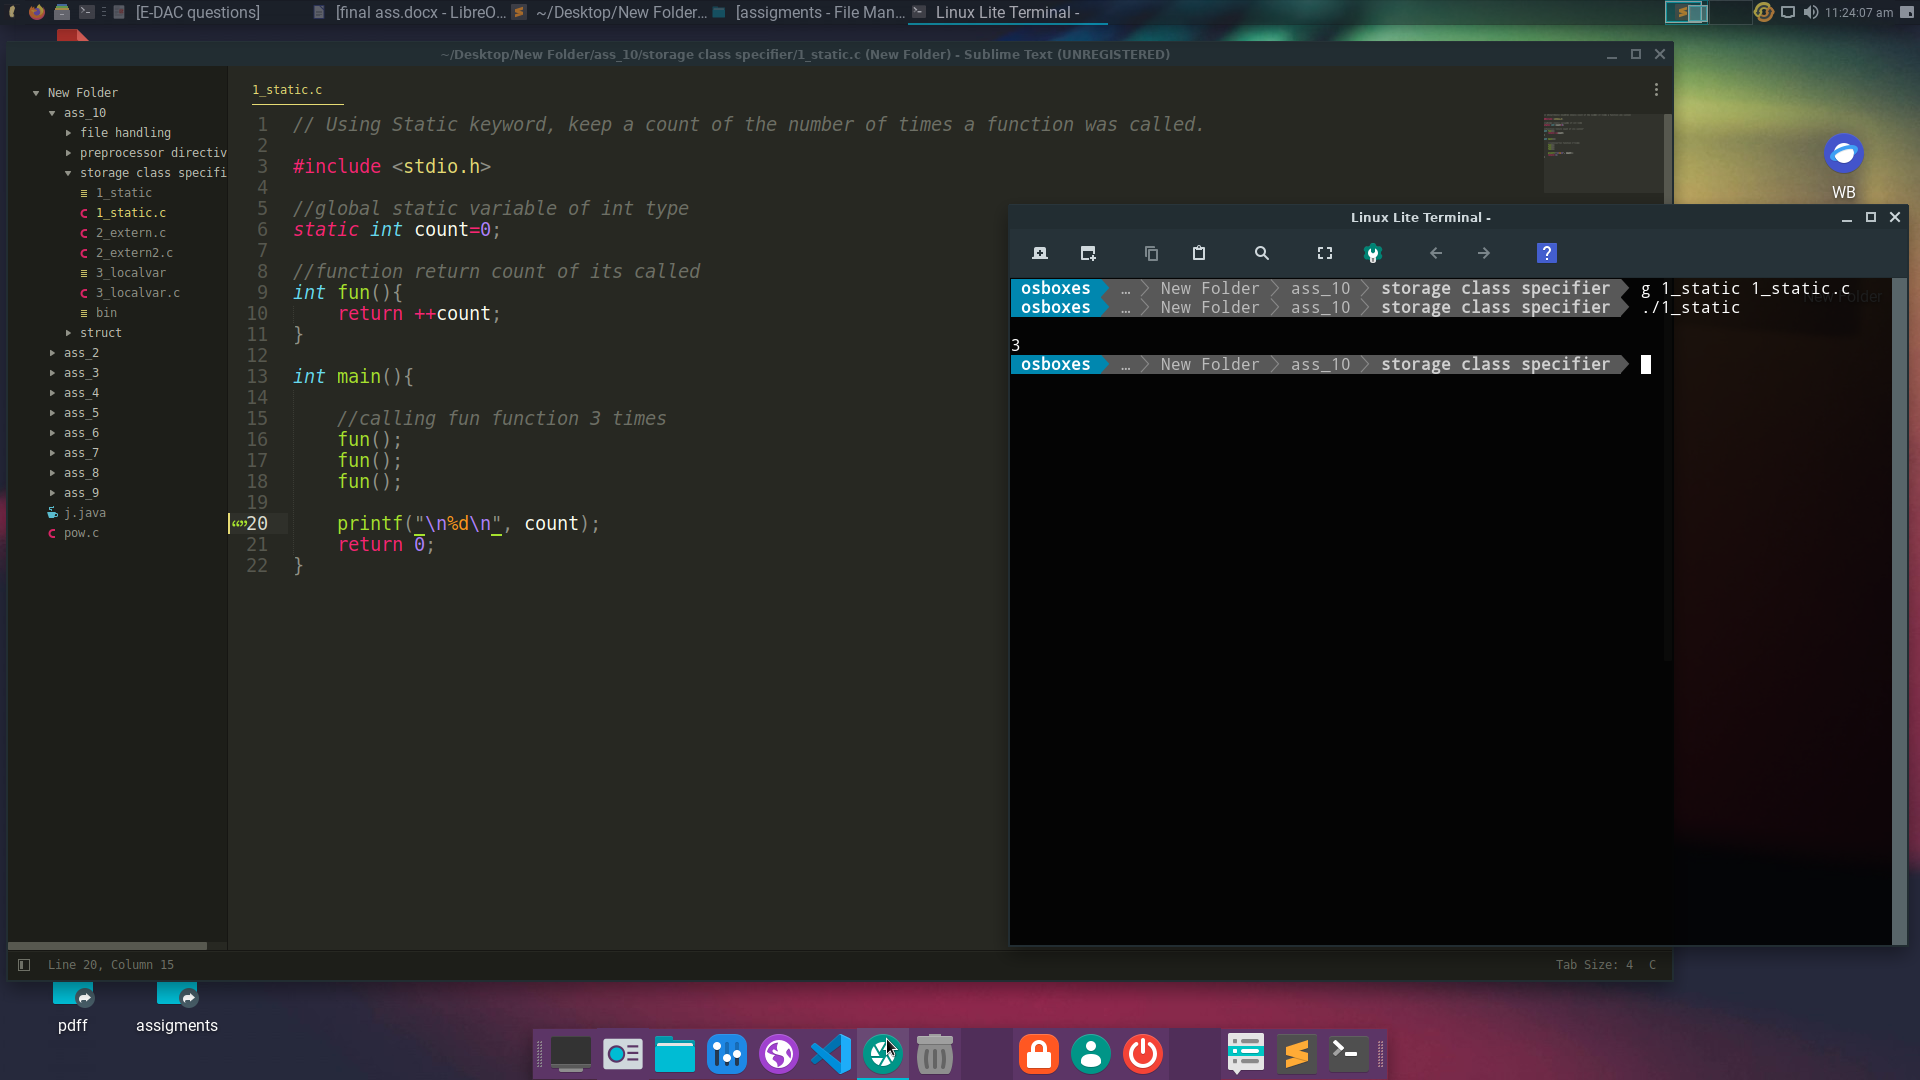 [E-DAC questions]
[final ass.docx - LibreO...
~/Desktop/New Folder...
[assigments - File Man...
Linux Lite Terminal -
11:24:07 am
~/Desktop/New Folder/ass_10/storage class specifier/1_static.c (New Folder) - Sublime Text (UNREGISTERED)
New Folder
ass_10
file handling
preprocessor directiv
storage class specifi
1_static
1_static.c
2_extern.c
2_extern2.c
3_localvar
3_localvar.c
bin
struct
ass_2
ass_3
ass_4
ass_5
ass_6
ass_7
ass_8
ass_9
j.java
pow.c
1_static.c
1 // Using Static keyword, keep a count of the number of times a function was called.
2
3 #include <stdio.h>
4
5 //global static variable of int type
6 static int count=0;
7
8 //function return count of its called
9 int fun(){
10 return ++count;
11 }
12
13 int main(){
14
15 //calling fun function 3 times
16 fun();
17 fun();
18 fun();
19
20 printf("\n%d\n", count);
21 return 0;
22 }
Line 20, Column 15
Tab Size: 4
C
WB
Linux Lite Terminal -
?
osboxes … New Folder ass_10 storage class specifier g 1_static 1_static.c
osboxes … New Folder ass_10 storage class specifier ./1_static
3
osboxes … New Folder ass_10 storage class specifier
New Folder
pdff
assigments